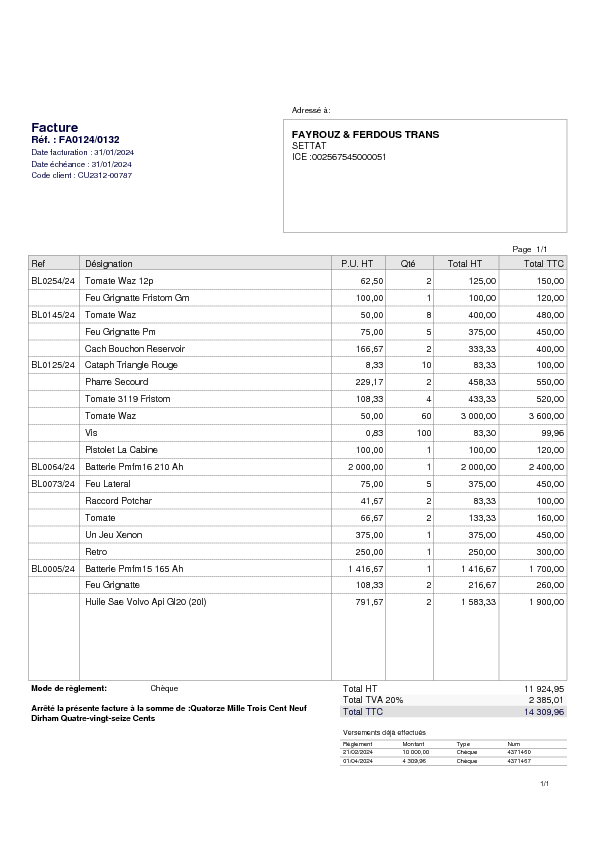 Adressé à:
Facture
Réf. : FA0124/0132
Date facturation : 31/01/2024
Date échéance : 31/01/2024
Code client : CU2312-00787
FAYROUZ & FERDOUS TRANS
SETTAT
ICE :002567545000051
Page 1/1
Ref Désignation P.U. HT Qté Total HT Total TTC
BL0254/24 Tomate Waz 12p 62,50 2 125,00 150,00
Feu Grignatte Fristom Gm 100,00 1 100,00 120,00
BL0145/24 Tomate Waz 50,00 8 400,00 480,00
Feu Grignatte Pm 75,00 5 375,00 450,00
Cach Bouchon Reservoir 166,67 2 333,33 400,00
BL0125/24 Cataph Triangle Rouge 8,33 10 83,33 100,00
Pharre Secourd 229,17 2 458,33 550,00
Tomate 3119 Fristom 108,33 4 433,33 520,00
Tomate Waz 50,00 60 3 000,00 3 600,00
Vis 0,83 100 83,30 99,96
Pistolet La Cabine 100,00 1 100,00 120,00
BL0064/24 Batterie Pmfm16 210 Ah 2 000,00 1 2 000,00 2 400,00
BL0073/24 Feu Lateral 75,00 5 375,00 450,00
Raccord Potchar 41,67 2 83,33 100,00
Tomate 66,67 2 133,33 160,00
Un Jeu Xenon 375,00 1 375,00 450,00
Retro 250,00 1 250,00 300,00
BL0005/24 Batterie Pmfm15 165 Ah 1 416,67 1 1 416,67 1 700,00
Feu Grignatte 108,33 2 216,67 260,00
Huile Sae Volvo Api Gl20 (20l) 791,67 2 1 583,33 1 900,00
Mode de règlement: Chèque
Total HT 11 924,95
Total TVA 20% 2 385,01
Total TTC 14 309,96
Arrêté la présente facture à la somme de :Quatorze Mille Trois Cent Neuf
Dirham Quatre-vingt-seize Cents
Versements déjà effectués
Règlement Montant Type Num
21/02/2024 10 000,00 Chèque 4371460
01/04/2024 4 309,96 Chèque 4371467
1/1